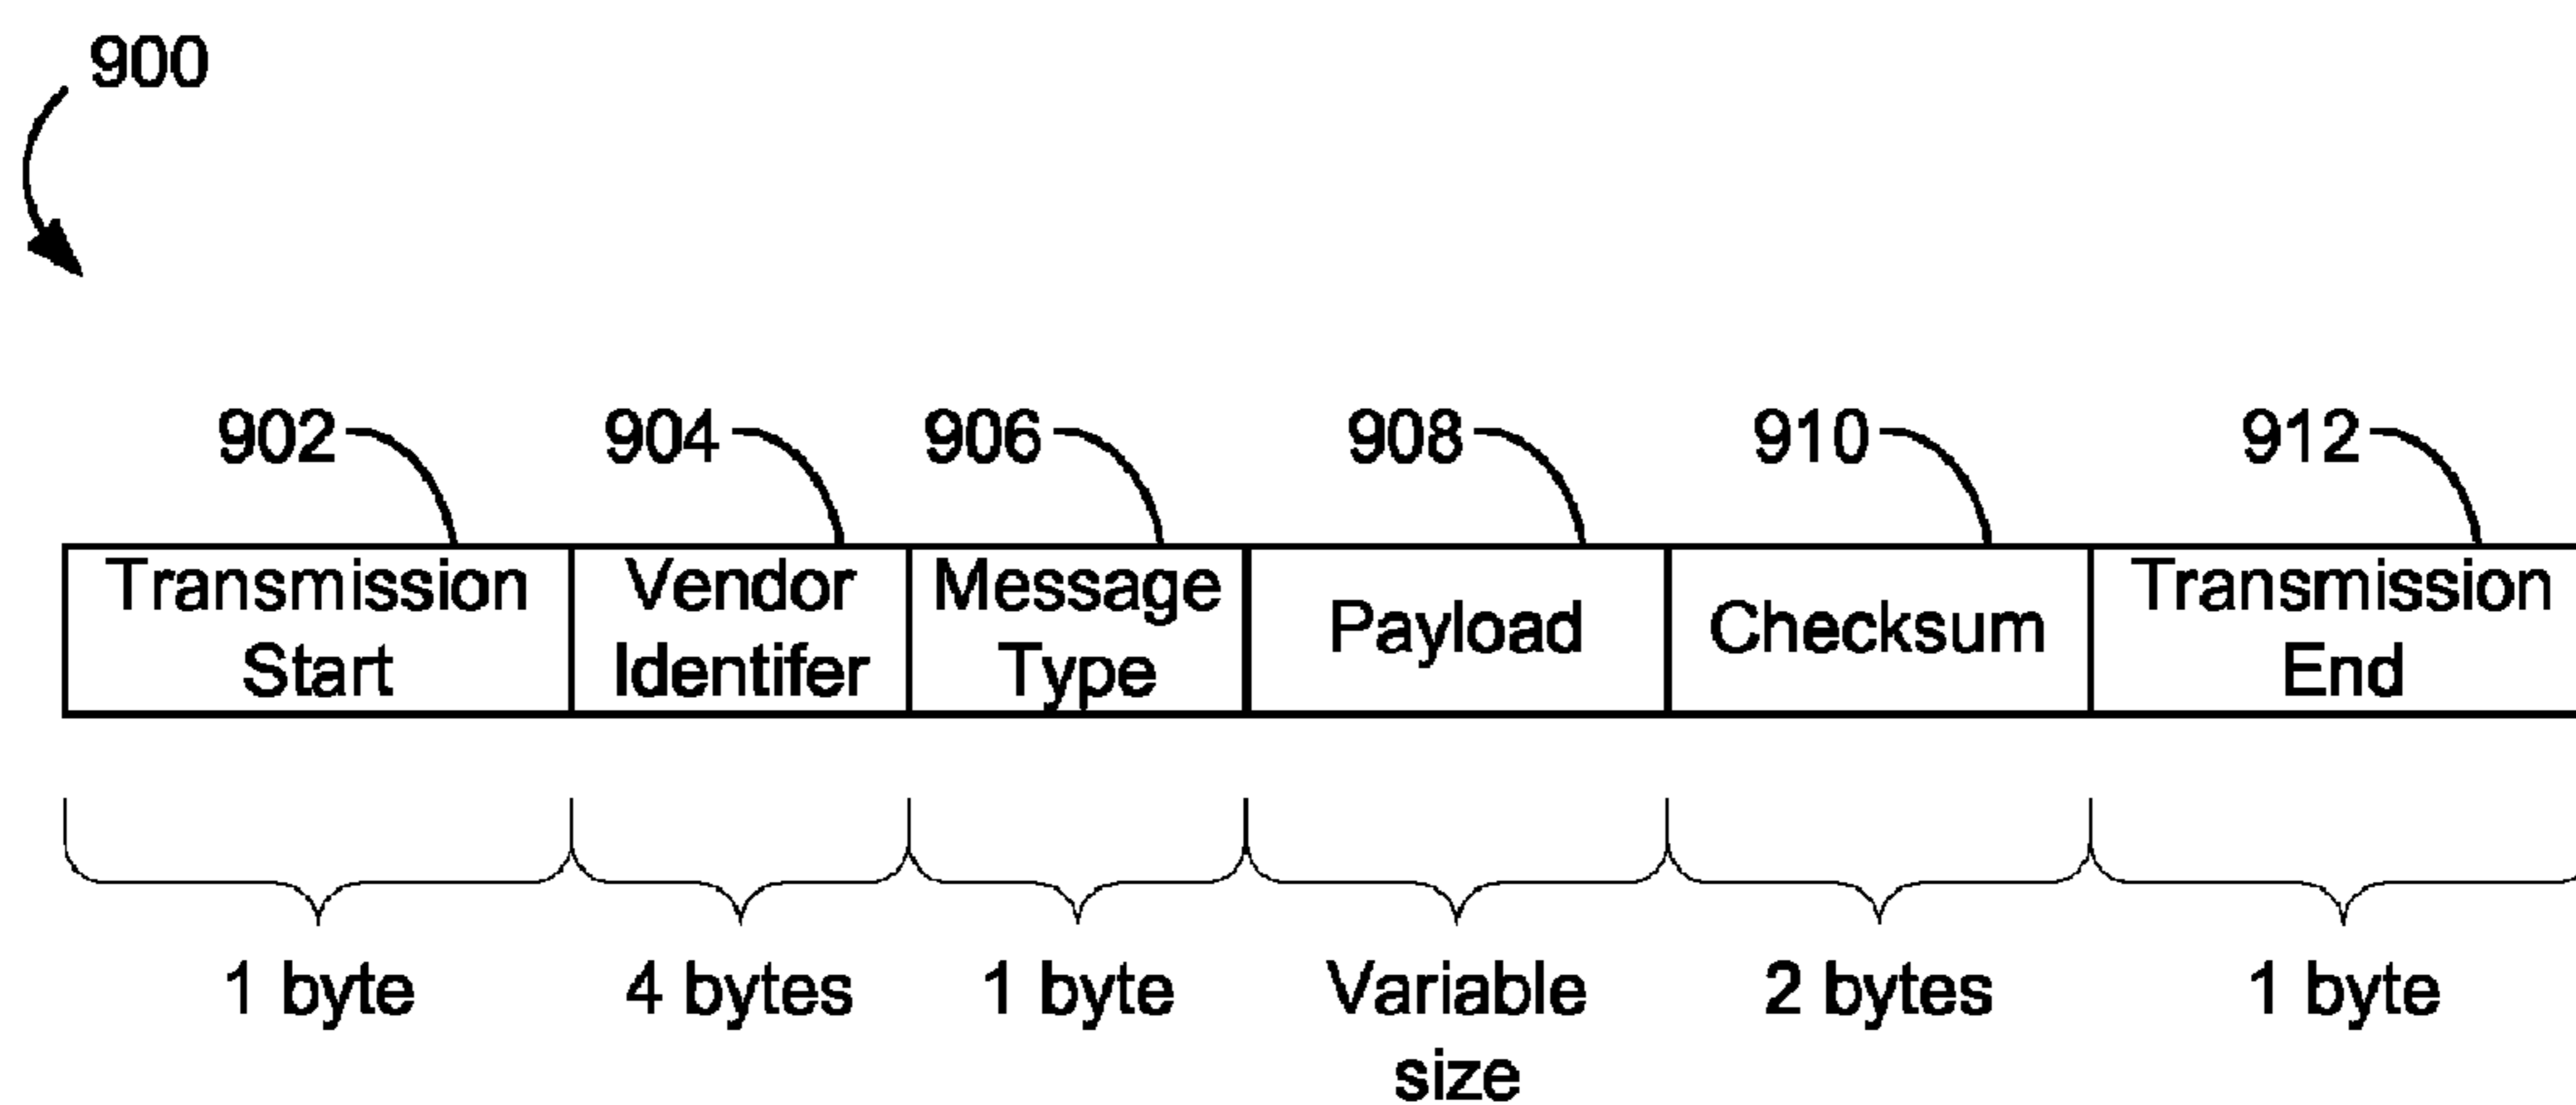 900
902 904 906 908 910 912
Transmission Vendor Message Payload Checksum Transmission
Start Identifer Type End
1 byte 4 bytes 1 byte Variable 2 bytes 1 byte
size